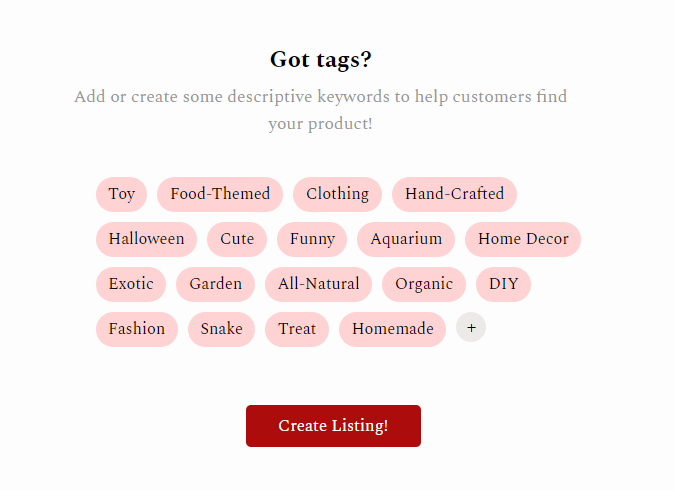 Got tags?
Add or create some descriptive keywords to help customers find
your product!
Toy Food-Themed Clothing Hand-Crafted
Halloween Cute Funny Aquarium Home Decor
Exotic Garden All-Natural Organic DIY
Fashion Snake Treat Homemade +
Create Listing!